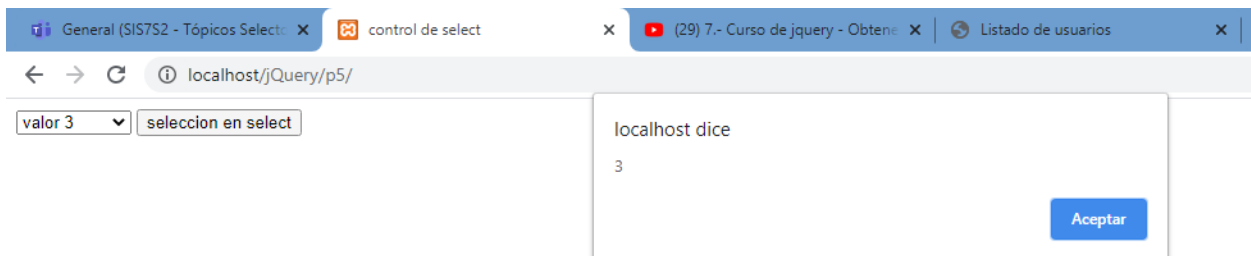 General (SIS7S2 - Tópicos Selecto
control de select
(29) 7.- Curso de jquery - Obtene
Listado de usuarios
localhost/jQuery/p5/
valor 3
seleccion en select
localhost dice
3
Aceptar